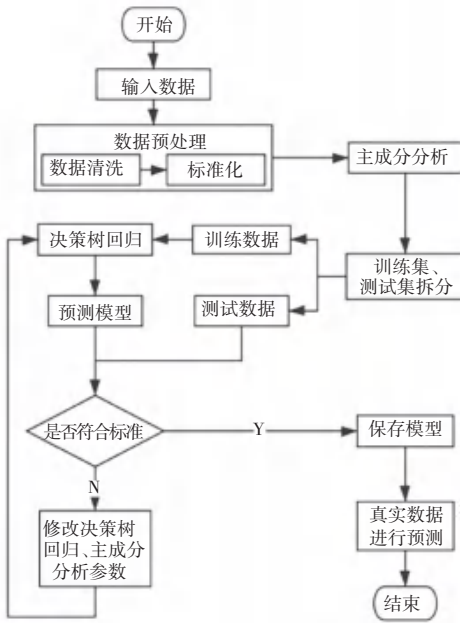 开始
输入数据
数据预处理
数据清洗
标准化
主成分分析
决策树回归
训练数据
训练集、
测试集拆分
预测模型
测试数据
是否符合标准
Y
保存模型
N
修改决策树
回归、主成分
分析参数
真实数据
进行预测
结束